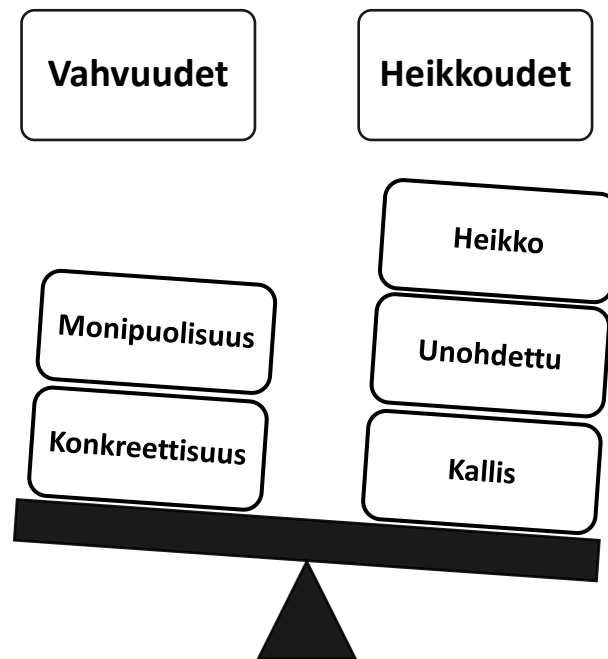 Vahvuudet
Heikkoudet
Heikko
Monipuolisuus
Unohdettu
Konkreettisuus
Kallis